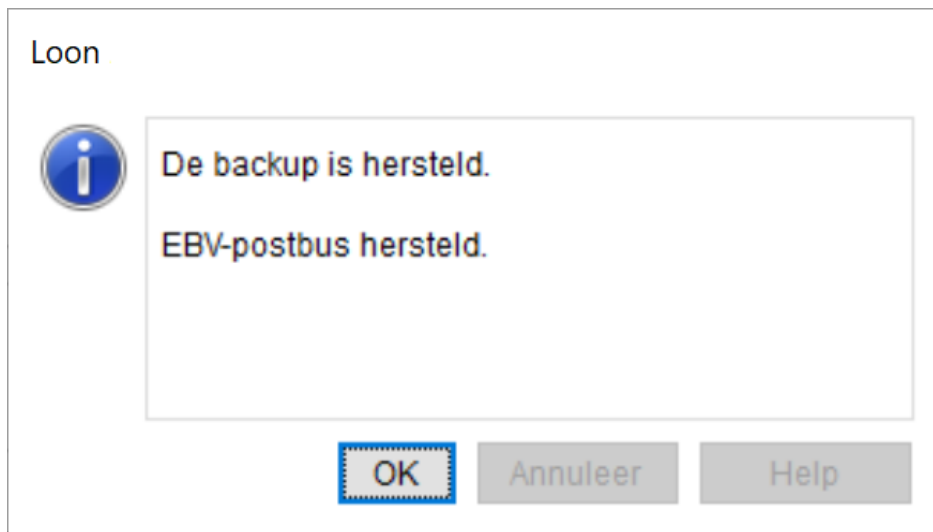 Loon
De backup is hersteld.
EBV-postbus hersteld.
OK
Annuleer
Help